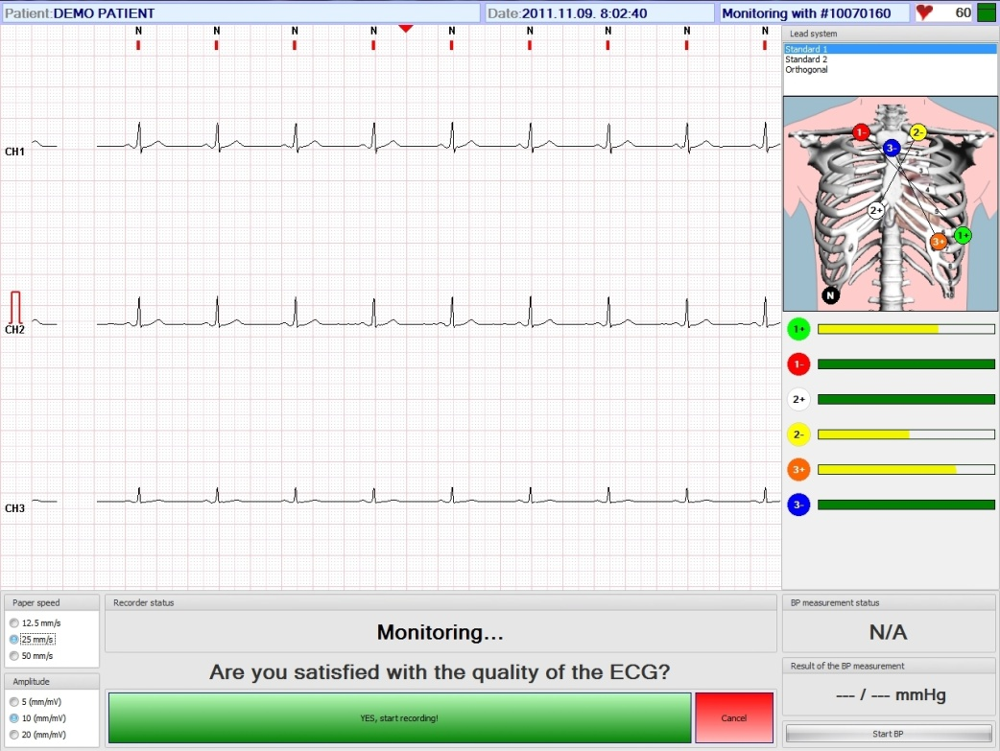 Patient:DEMO PATIENT
Date:2011.11.09. 8:02:40
Monitoring with #10070160
60
N N N N N N N N N
CH1
CH2
CH3
Lead system
Standard 1
Standard 2
Orthogonal
1- 2-
3-
2+
3+ 1+
N
1+
1-
2+
2-
3+
3-
Paper speed
12.5 mm/s
25 mm/s
50 mm/s
Amplitude
5 (mm/mV)
10 (mm/mV)
20 (mm/mV)
Recorder status
Monitoring...
Are you satisfied with the quality of the ECG?
YES, start recording!
Cancel
BP measurement status
N/A
Result of the BP measurement
--- / --- mmHg
Start BP